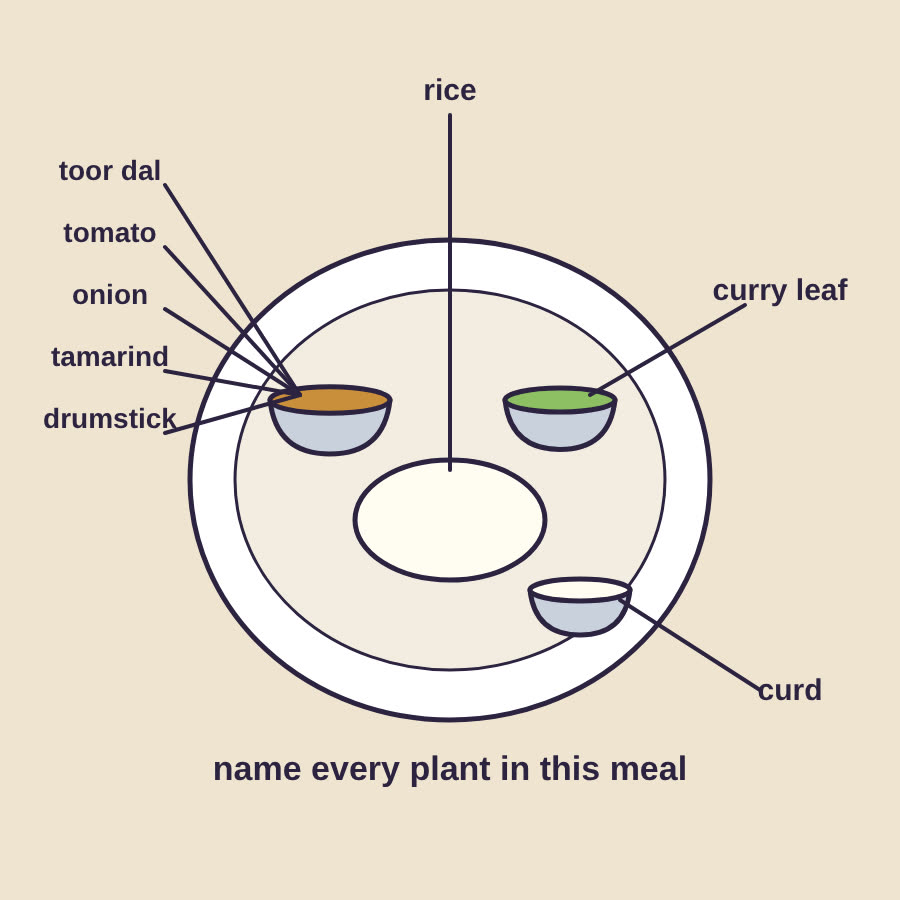 rice
toor dal
tomato
onion
tamarind
drumstick
curry leaf
curd
name every plant in this meal